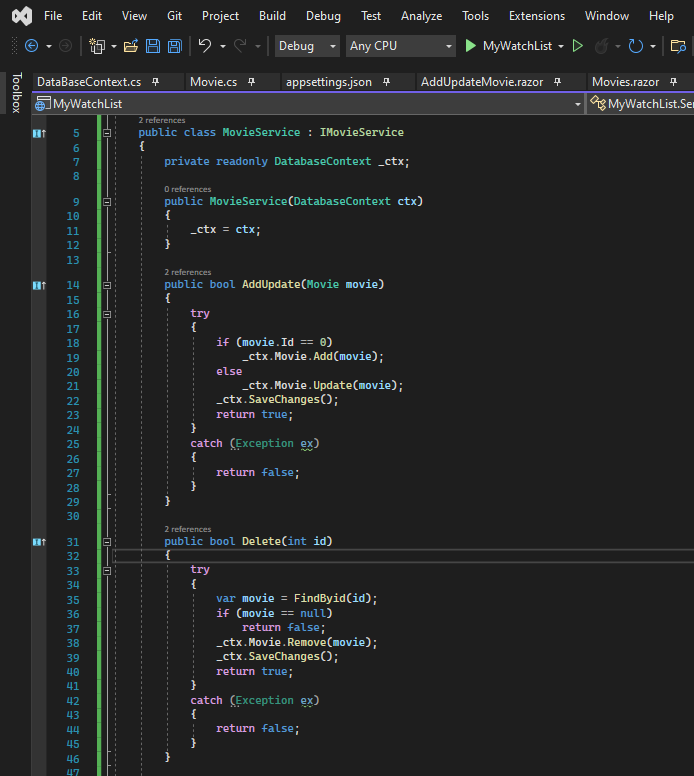 File Edit View Git Project Build Debug Test Analyze Tools Extensions Window Help
Debug Any CPU MyWatchList
DataBaseContext.cs Movie.cs appsettings.json AddUpdateMovie.razor Movies.razor
Toolbox
MyWatchList MyWatchList.Ser
2 references
5 public class MovieService : IMovieService
6 {
7 private readonly DatabaseContext _ctx;
8
0 references
9 public MovieService(DatabaseContext ctx)
10 {
11 _ctx = ctx;
12 }
13
2 references
14 public bool AddUpdate(Movie movie)
15 {
16 try
17 {
18 if (movie.Id == 0)
19 _ctx.Movie.Add(movie);
20 else
21 _ctx.Movie.Update(movie);
22 _ctx.SaveChanges();
23 return true;
24 }
25 catch (Exception ex)
26 {
27 return false;
28 }
29 }
30
2 references
31 public bool Delete(int id)
32 {
33 try
34 {
35 var movie = FindByid(id);
36 if (movie == null)
37 return false;
38 _ctx.Movie.Remove(movie);
39 _ctx.SaveChanges();
40 return true;
41 }
42 catch (Exception ex)
43 {
44 return false;
45 }
46 }
47